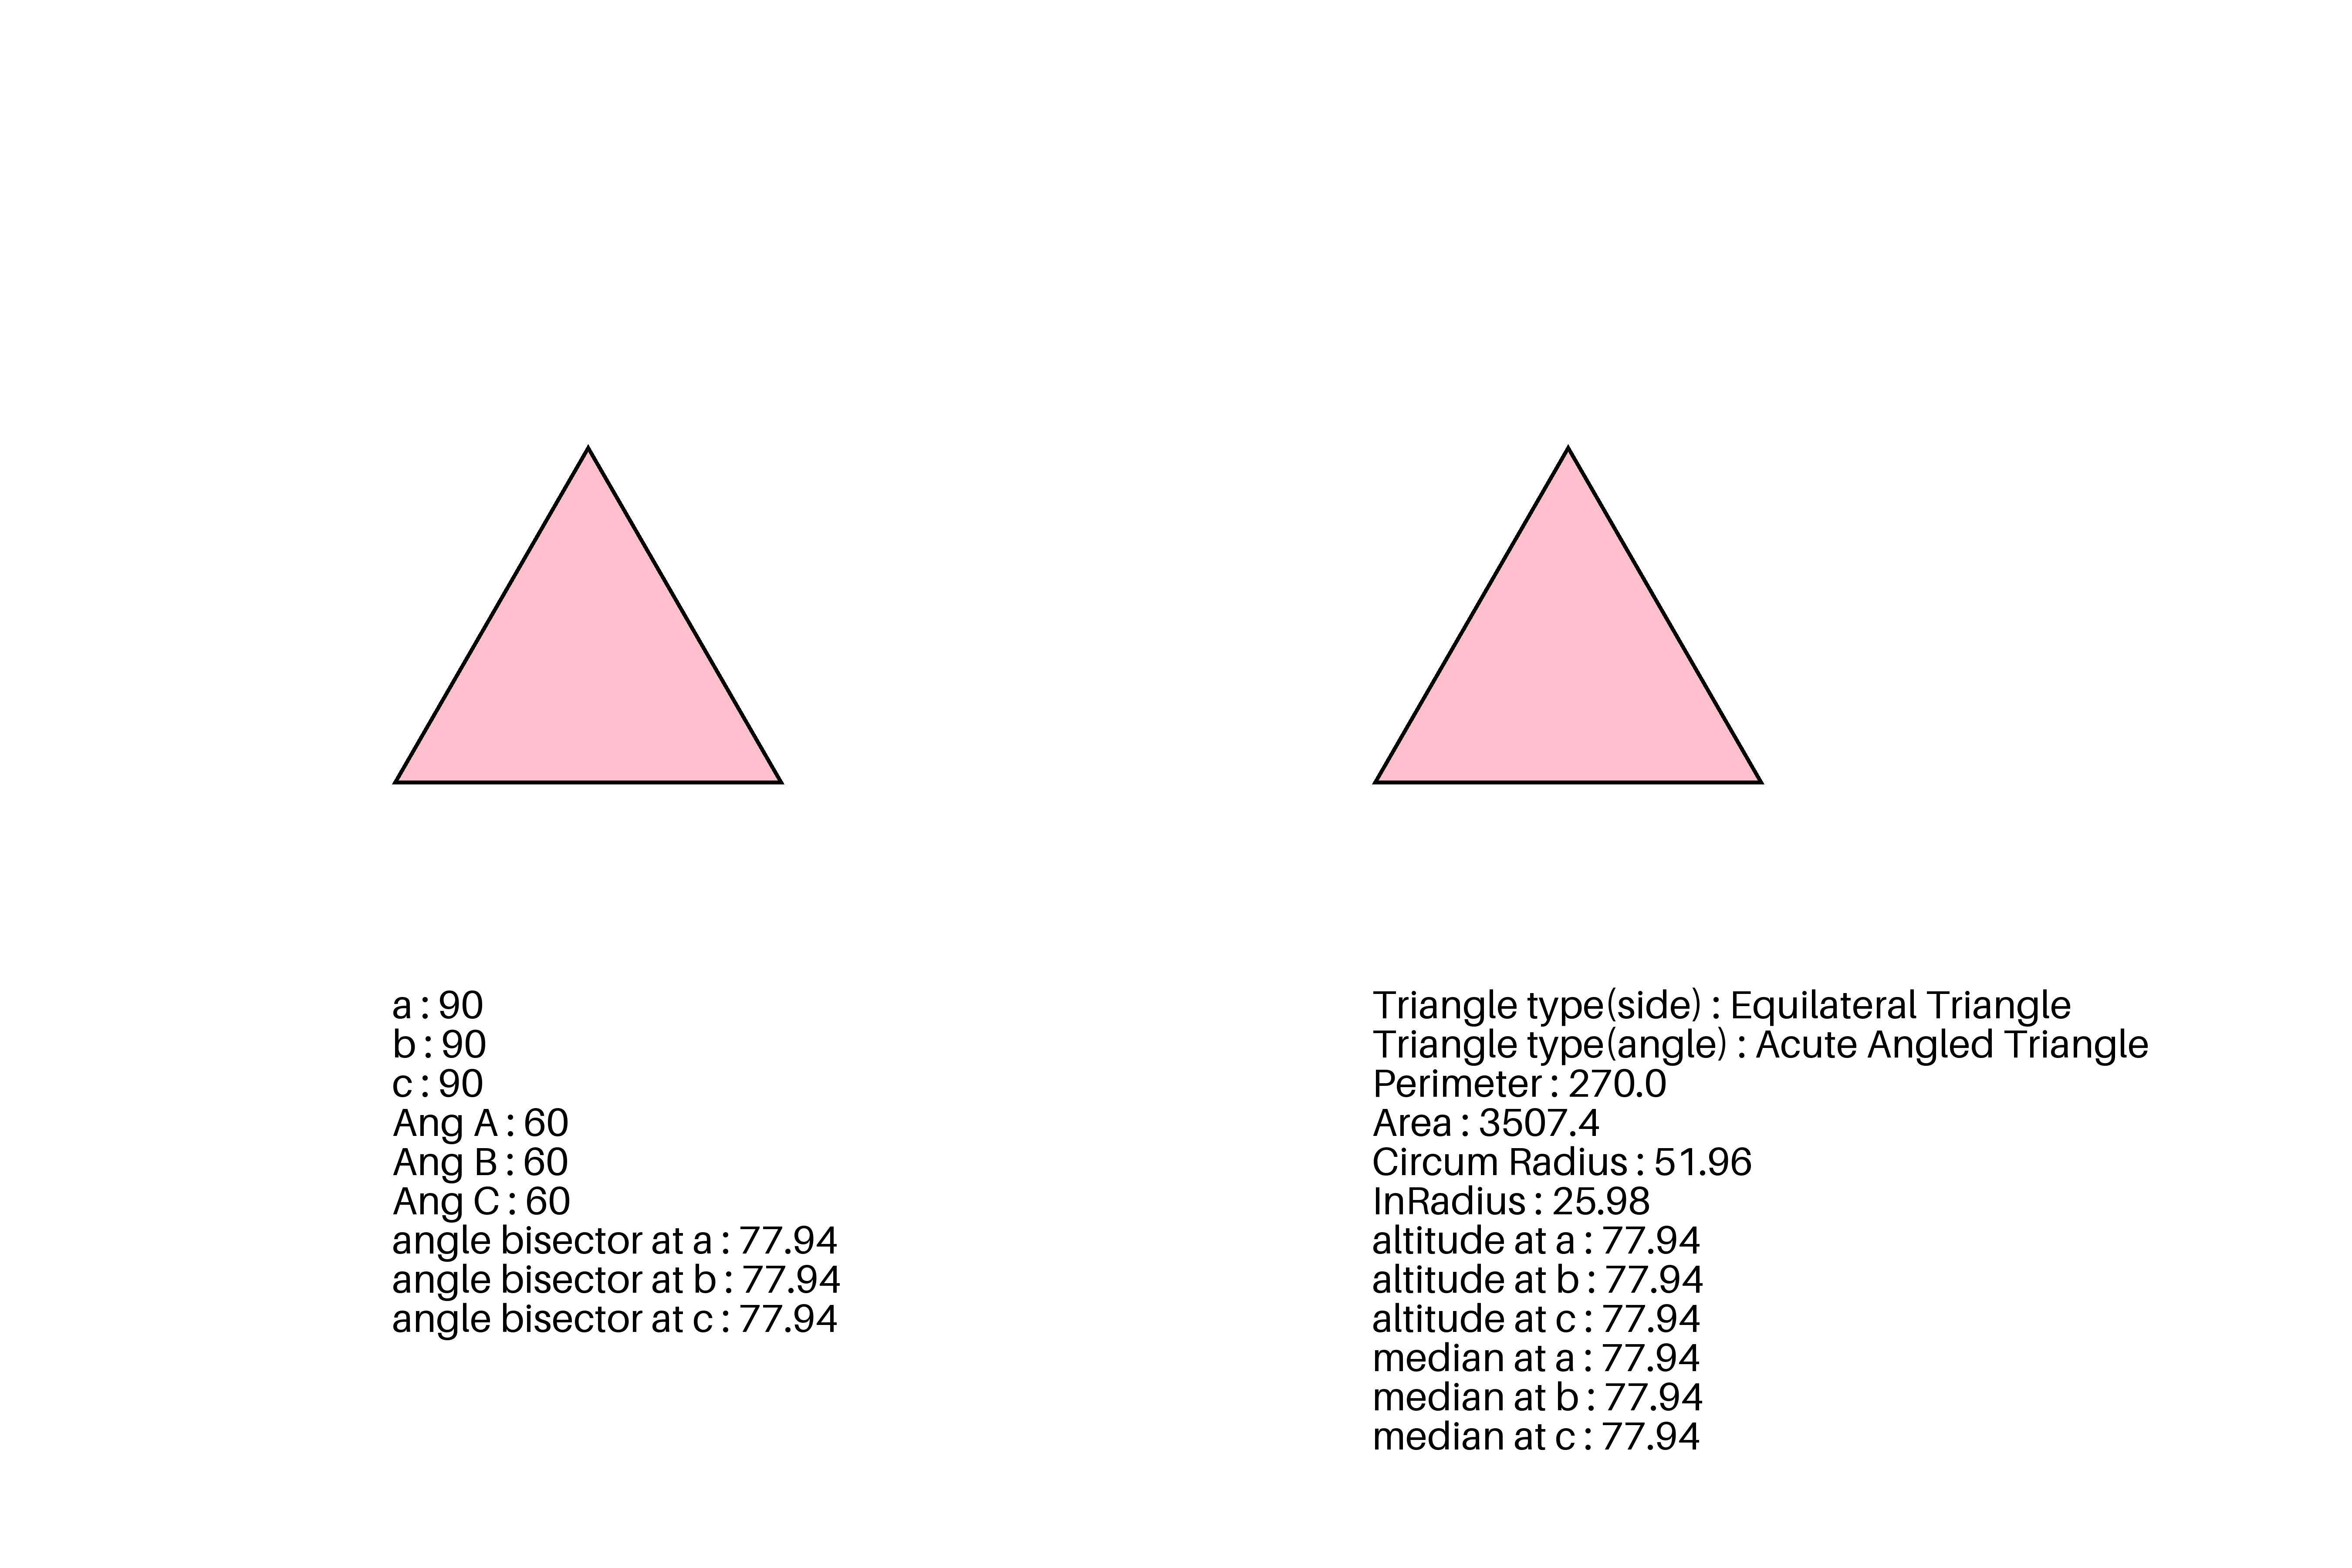 a : 90
b : 90
c : 90
Ang A : 60
Ang B : 60
Ang C : 60
angle bisector at a : 77.94
angle bisector at b : 77.94
angle bisector at c : 77.94
Triangle type(side) : Equilateral Triangle
Triangle type(angle) : Acute Angled Triangle
Perimeter : 270.0
Area : 3507.4
Circum Radius : 51.96
InRadius : 25.98
altitude at a : 77.94
altitude at b : 77.94
altitude at c : 77.94
median at a : 77.94
median at b : 77.94
median at c : 77.94